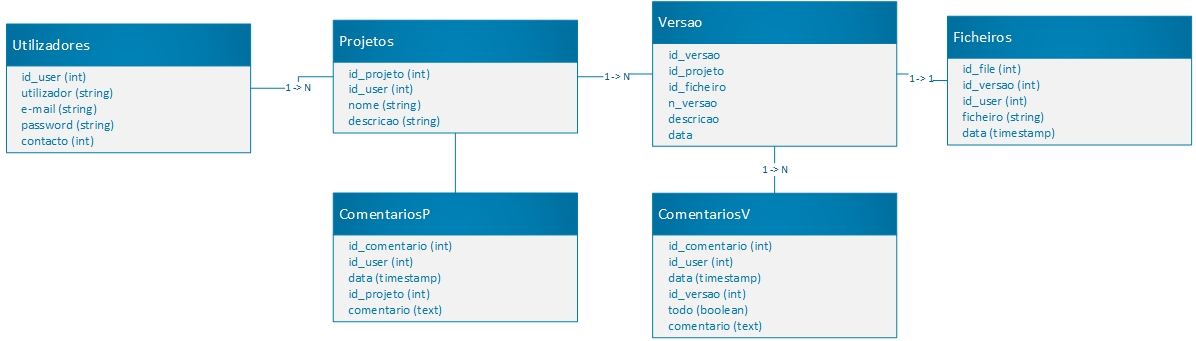 Utilizadores
id_user (int)
utilizador (string)
e-mail (string)
password (string)
contacto (int)
1 -> N
Projetos
id_projeto (int)
id_user (int)
nome (string)
descricao (string)
1 -> N
Versao
id_versao
id_projeto
id_ficheiro
n_versao
descricao
data
1 -> 1
Ficheiros
id_file (int)
id_versao (int)
id_user (int)
ficheiro (string)
data (timestamp)
1 -> N
ComentariosP
id_comentario (int)
id_user (int)
data (timestamp)
id_projeto (int)
comentario (text)
ComentariosV
id_comentario (int)
id_user (int)
data (timestamp)
id_versao (int)
todo (boolean)
comentario (text)